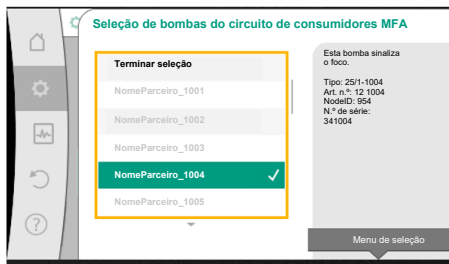 Seleção de bombas do circuito de consumidores MFA
Terminar seleção
NomeParceiro_1001
NomeParceiro_1002
NomeParceiro_1003
NomeParceiro_1004
NomeParceiro_1005
Esta bomba sinaliza
o foco.
Tipo: 25/1-1004
Art. n.º: 12 1004
NodeID: 954
N.º de série:
341004
Menu de seleção